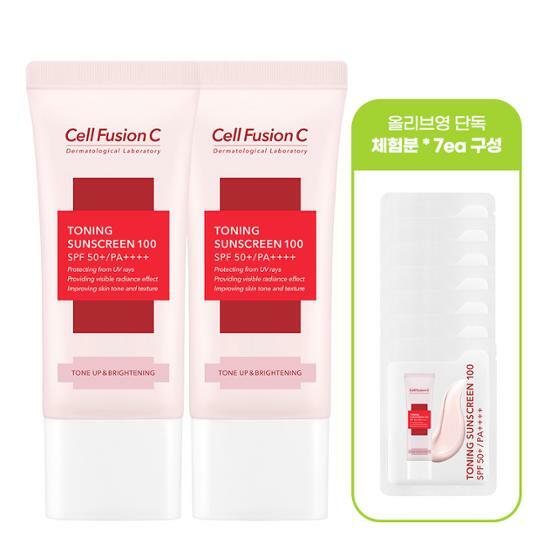 Cell Fusion C
Dermatological Laboratory
TONING
SUNSCREEN 100
SPF 50+/PA++++
Protecting from UV rays
Providing visible radiance effect
Improving skin tone and texture
TONE UP & BRIGHTENING
Cell Fusion C
Dermatological Laboratory
TONING
SUNSCREEN 100
SPF 50+/PA++++
Protecting from UV rays
Providing visible radiance effect
Improving skin tone and texture
TONE UP & BRIGHTENING
올리브영 단독
체험분 * 7ea 구성
TONING SUNSCREEN 100
SPF 50+/PA++++